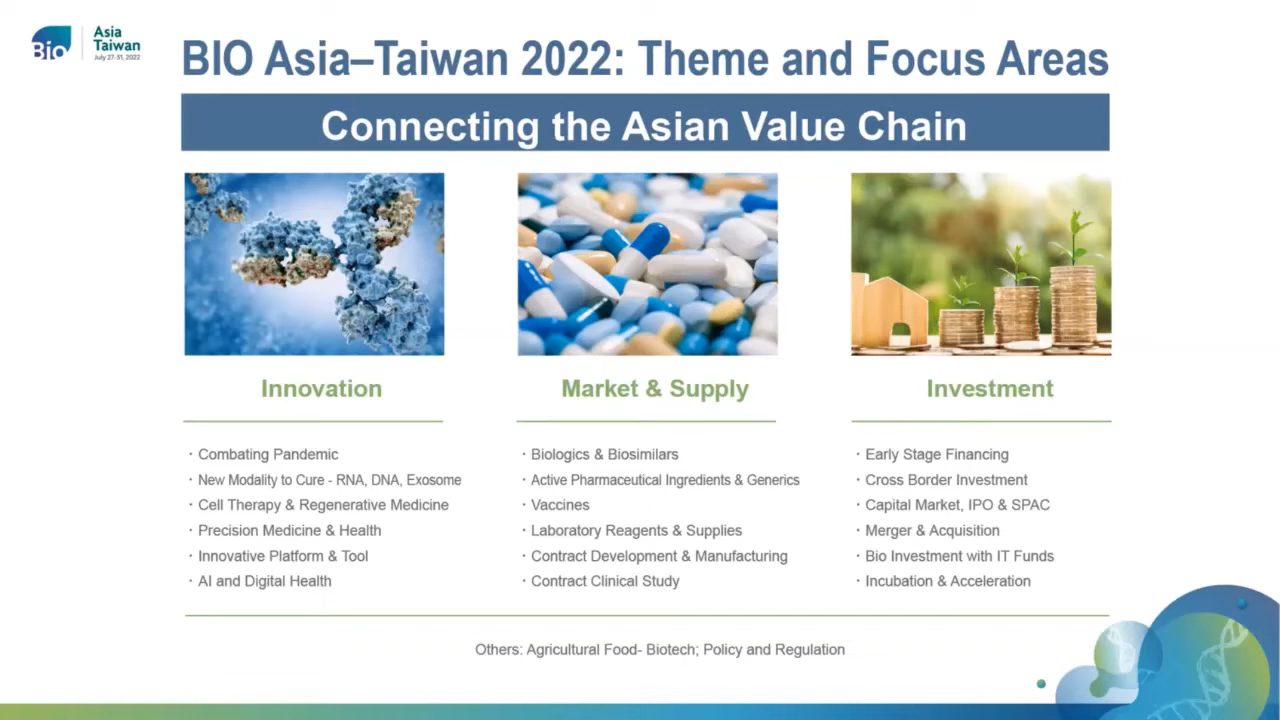 Bio
Asia
Taiwan
July 27-31, 2022
BIO Asia–Taiwan 2022: Theme and Focus Areas
Connecting the Asian Value Chain
Innovation
· Combating Pandemic
· New Modality to Cure - RNA, DNA, Exosome
· Cell Therapy & Regenerative Medicine
· Precision Medicine & Health
· Innovative Platform & Tool
· AI and Digital Health
Market & Supply
· Biologics & Biosimilars
· Active Pharmaceutical Ingredients & Generics
· Vaccines
· Laboratory Reagents & Supplies
· Contract Development & Manufacturing
· Contract Clinical Study
Investment
· Early Stage Financing
· Cross Border Investment
· Capital Market, IPO & SPAC
· Merger & Acquisition
· Bio Investment with IT Funds
· Incubation & Acceleration
Others: Agricultural Food- Biotech; Policy and Regulation